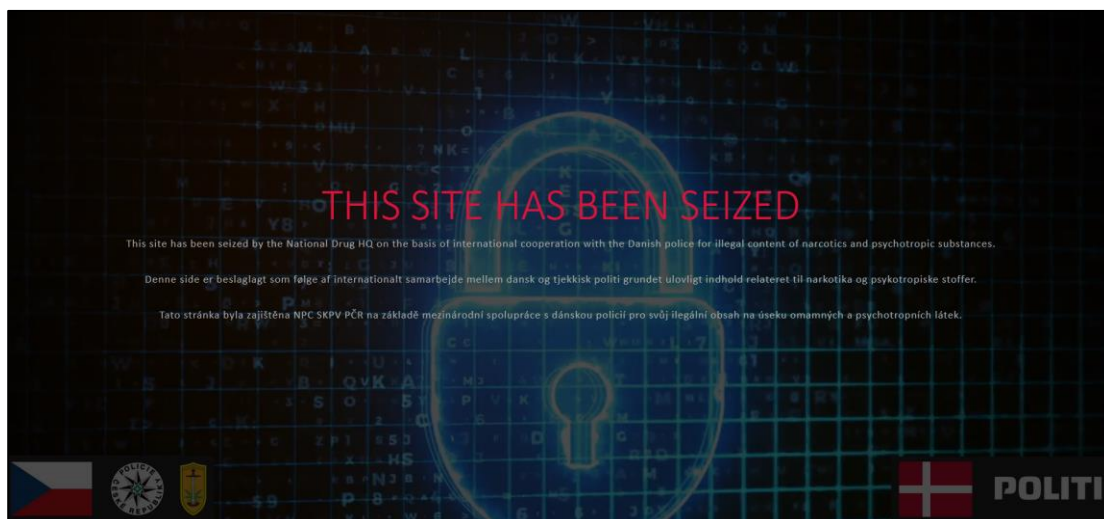 THIS SITE HAS BEEN SEIZED
This site has been seized by the National Drug HQ on the basis of international cooperation with the Danish police for illegal content of narcotics and psychotropic substances.
Denne side er beslaglagt som følge af internationalt samarbejde mellem dansk og tjekkisk politi grundet ulovligt indhold relateret til narkotika og psykotropiske stoffer.
Tato stránka byla zajištěna NPC SKPV PČR na základě mezinárodní spolupráce s dánskou policií pro svůj ilegální obsah na úseku omamných a psychotropních látek.
POLICIE ČESKÉ REPUBLIKY
POLITI